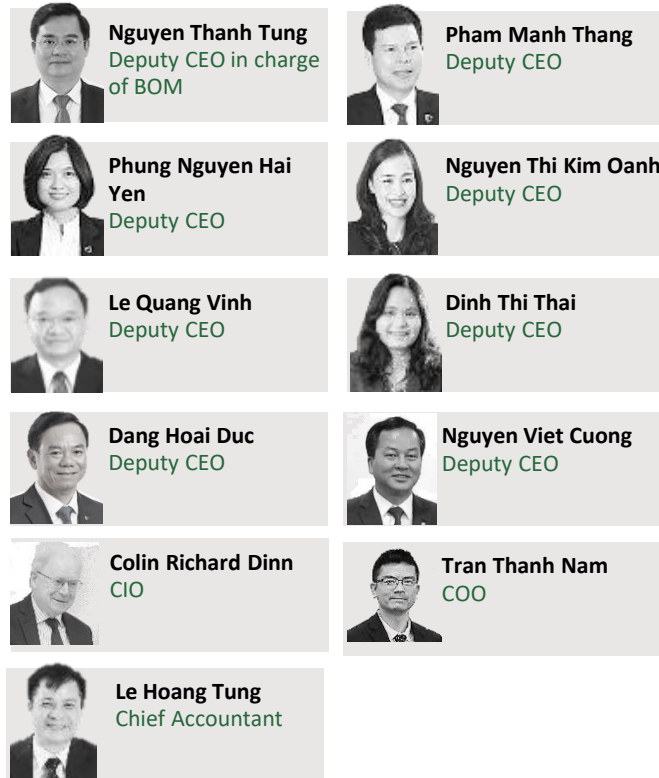 Nguyen Thanh Tung
Deputy CEO in charge
of BOM
Pham Manh Thang
Deputy CEO
Phung Nguyen Hai
Yen
Deputy CEO
Nguyen Thi Kim Oanh
Deputy CEO
Le Quang Vinh
Deputy CEO
Dinh Thi Thai
Deputy CEO
Dang Hoai Duc
Deputy CEO
Nguyen Viet Cuong
Deputy CEO
Colin Richard Dinn
CIO
Tran Thanh Nam
COO
Le Hoang Tung
Chief Accountant